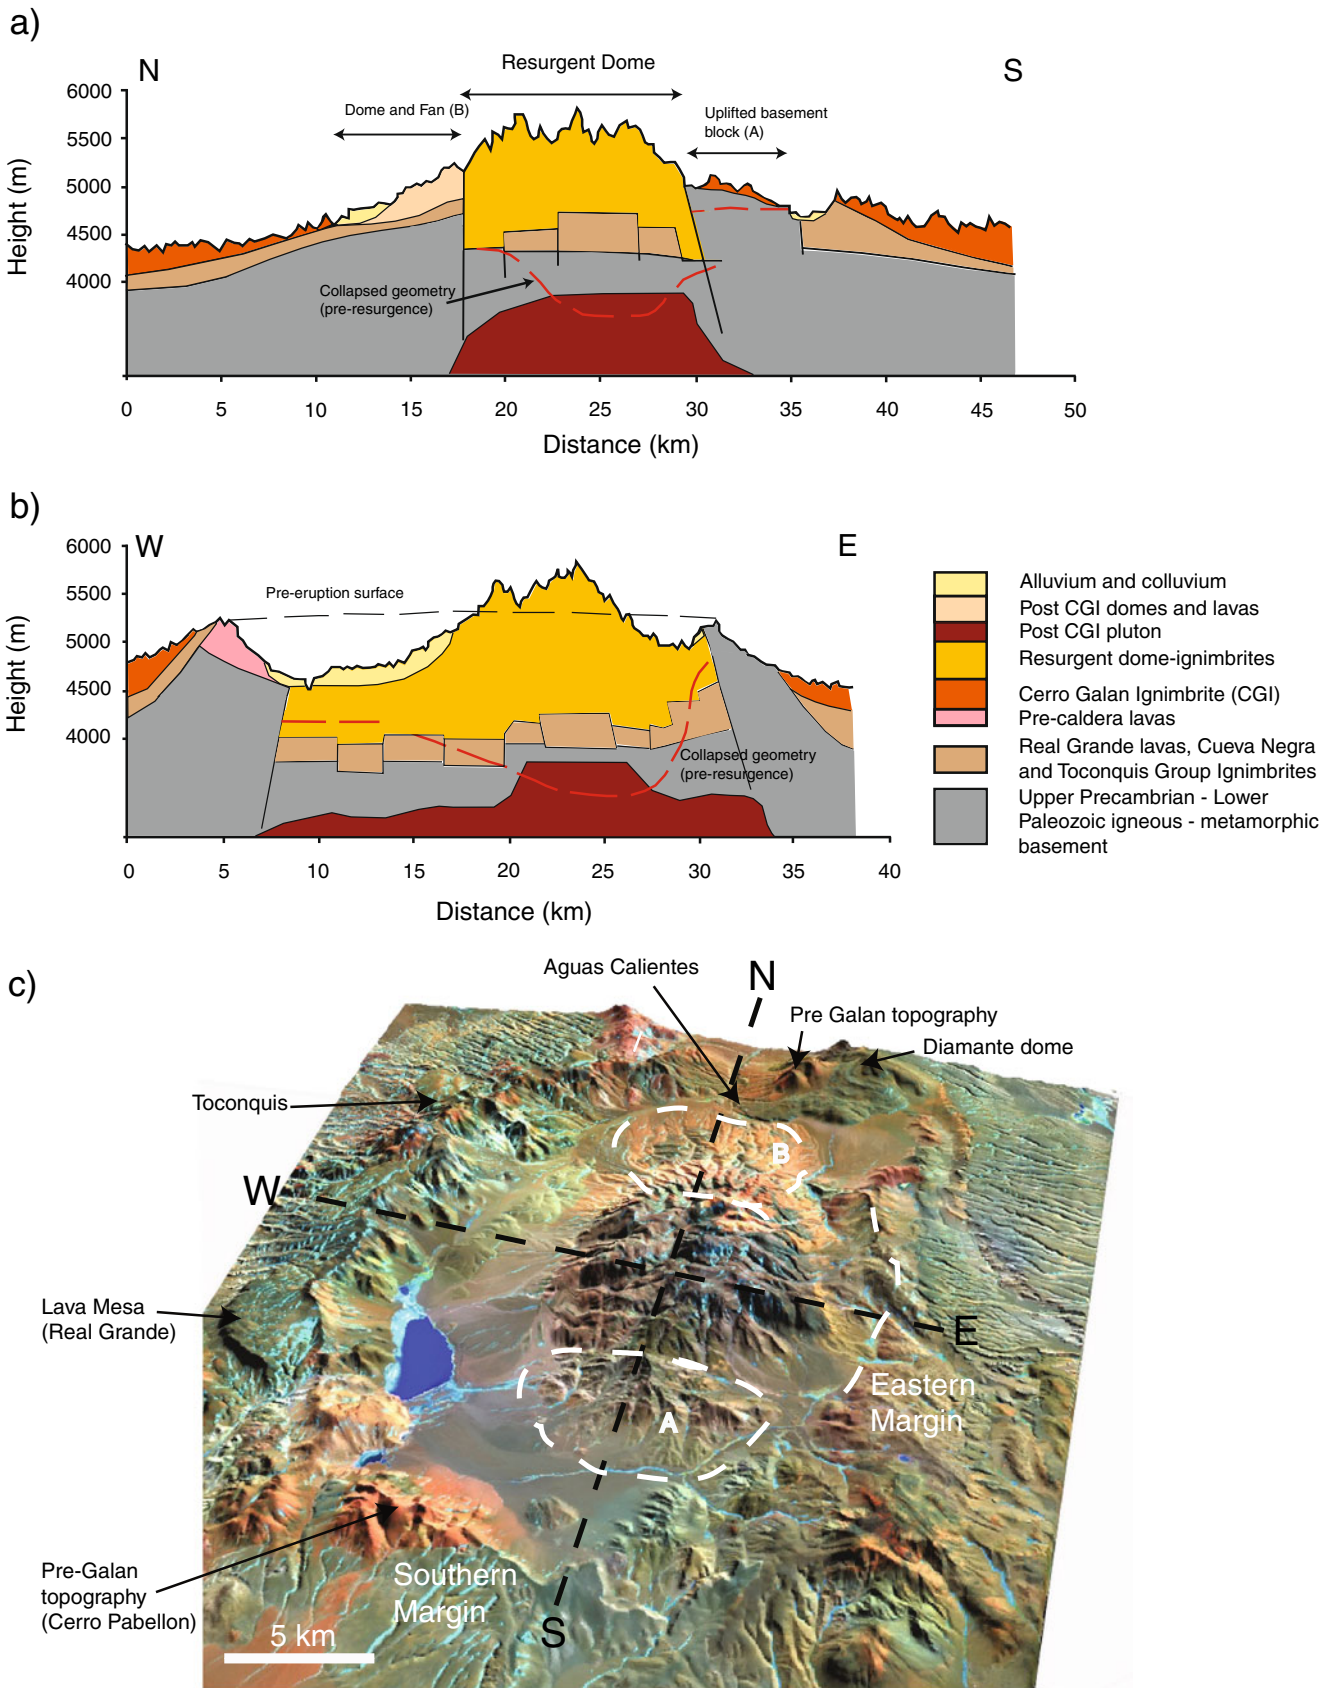 a)
N
S
Resurgent Dome
Dome and Fan (B)
Uplifted basement
block (A)
6000
5500
5000
4500
4000
Height (m)
Collapsed geometry
(pre-resurgence)
0 5 10 15 20 25 30 35 40 45 50
Distance (km)
b)
W
E
6000
5500
5000
4500
4000
Height (m)
Pre-eruption surface
Collapsed geometry
(pre-resurgence)
0 5 10 15 20 25 30 35 40
Distance (km)
Alluvium and colluvium
Post CGI domes and lavas
Post CGI pluton
Resurgent dome-ignimbrites
Cerro Galan Ignimbrite (CGI)
Pre-caldera lavas
Real Grande lavas, Cueva Negra
and Toconquis Group Ignimbrites
Upper Precambrian - Lower
Paleozoic igneous - metamorphic
basement
c)
Aguas Calientes
N
Pre Galan topography
Diamante dome
Toconquis
B
W
Lava Mesa
(Real Grande)
E
Eastern
Margin
A
Pre-Galan
topography
(Cerro Pabellon)
Southern
Margin
S
5 km